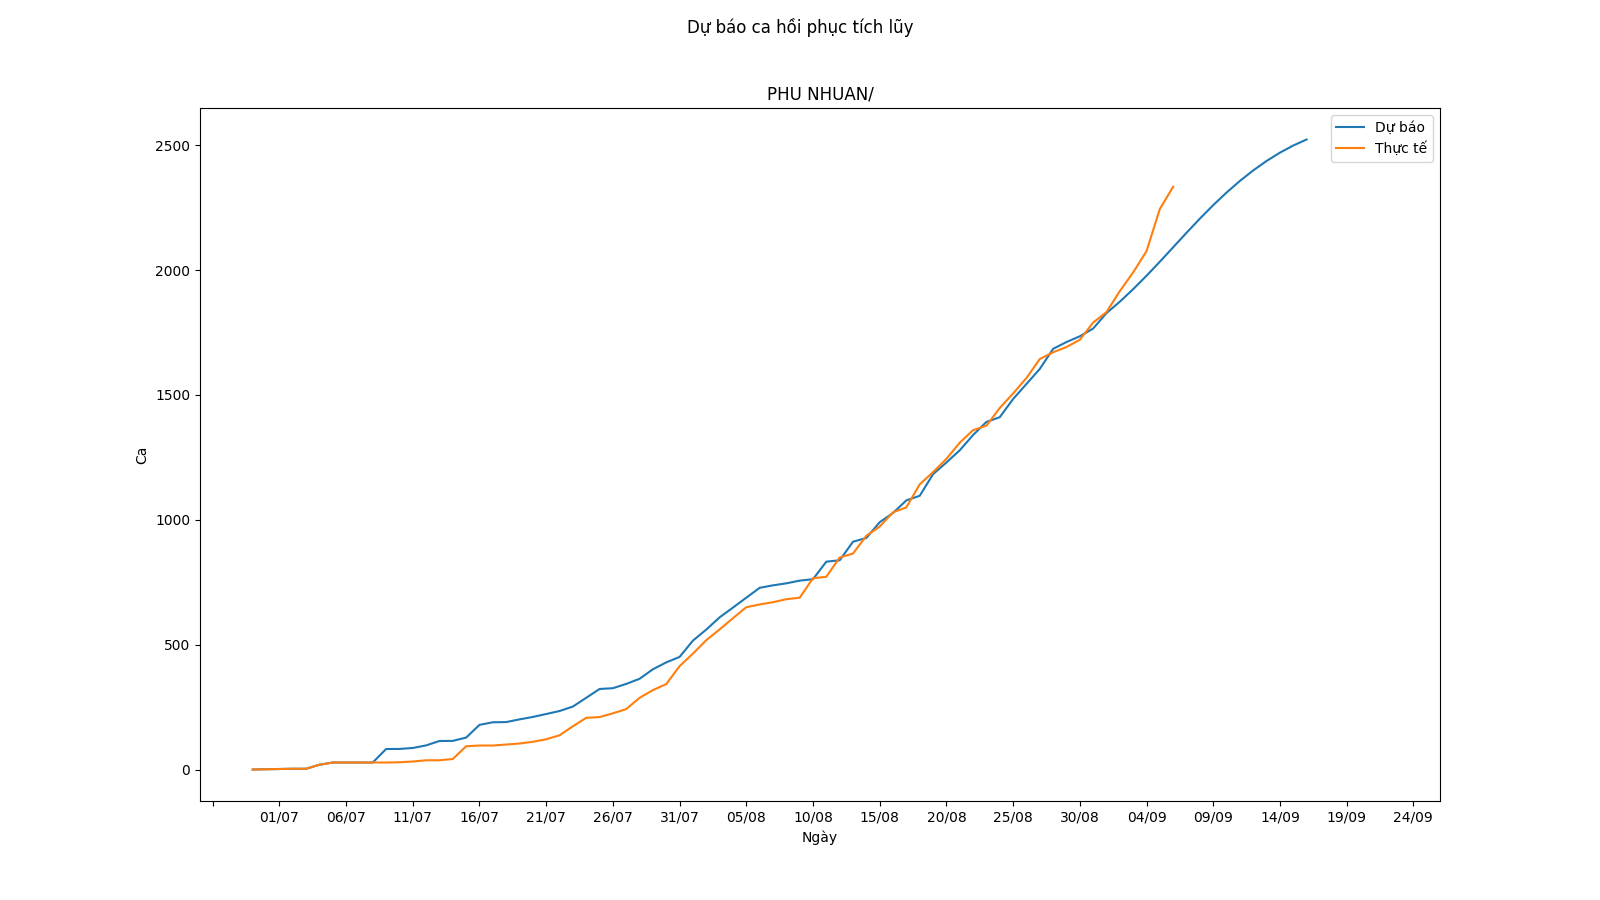 Dự báo ca hồi phục tích lũy
PHU NHUAN/
Dự báo
Thực tế
2500
2000
1500
1000
500
0
Ca
01/07 06/07 11/07 16/07 21/07 26/07 31/07 05/08 10/08 15/08 20/08 25/08 30/08 04/09 09/09 14/09 19/09 24/09
Ngày